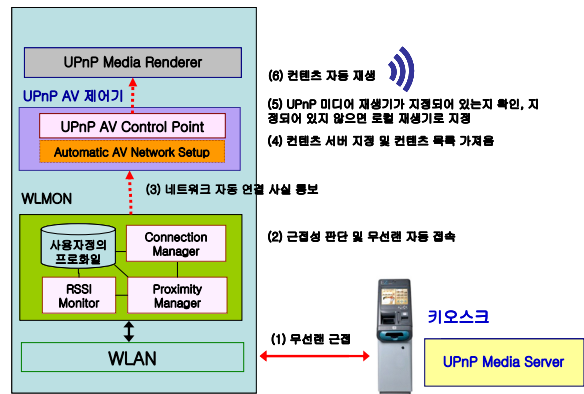 UPnP Media Renderer
(6) 컨텐츠 자동 재생
UPnP AV 제어기
(5) UPnP 미디어 재생기가 지정되어 있는지 확인, 지
정되어 있지 않으면 로컬 재생기로 지정
UPnP AV Control Point
(4) 컨텐츠 서버 지정 및 컨텐츠 목록 가져옴
Automatic AV Network Setup
(3) 네트워크 자동 연결 사실 통보
WLMON
(2) 근접성 판단 및 무선랜 자동 접속
사용자정의
프로화일
Connection
Manager
RSSI
Monitor
Proximity
Manager
(1) 무선랜 근접
WLAN
키오스크
UPnP Media Server